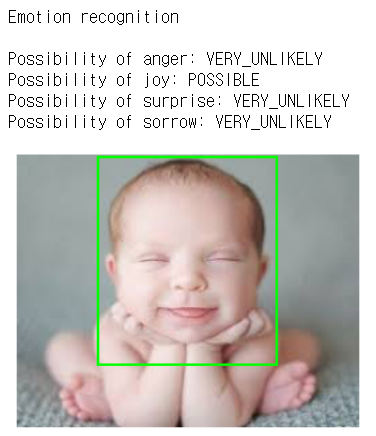 Emotion recognition
Possibility of anger: VERY_UNLIKELY
Possibility of joy: POSSIBLE
Possibility of surprise: VERY_UNLIKELY
Possibility of sorrow: VERY_UNLIKELY